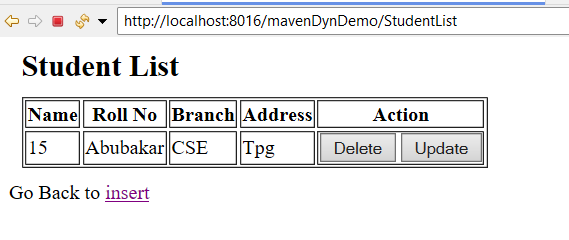 http://localhost:8016/mavenDynDemo/StudentList
Student List
Name Roll No Branch Address Action
15 Abubakar CSE Tpg Delete Update
Go Back to insert